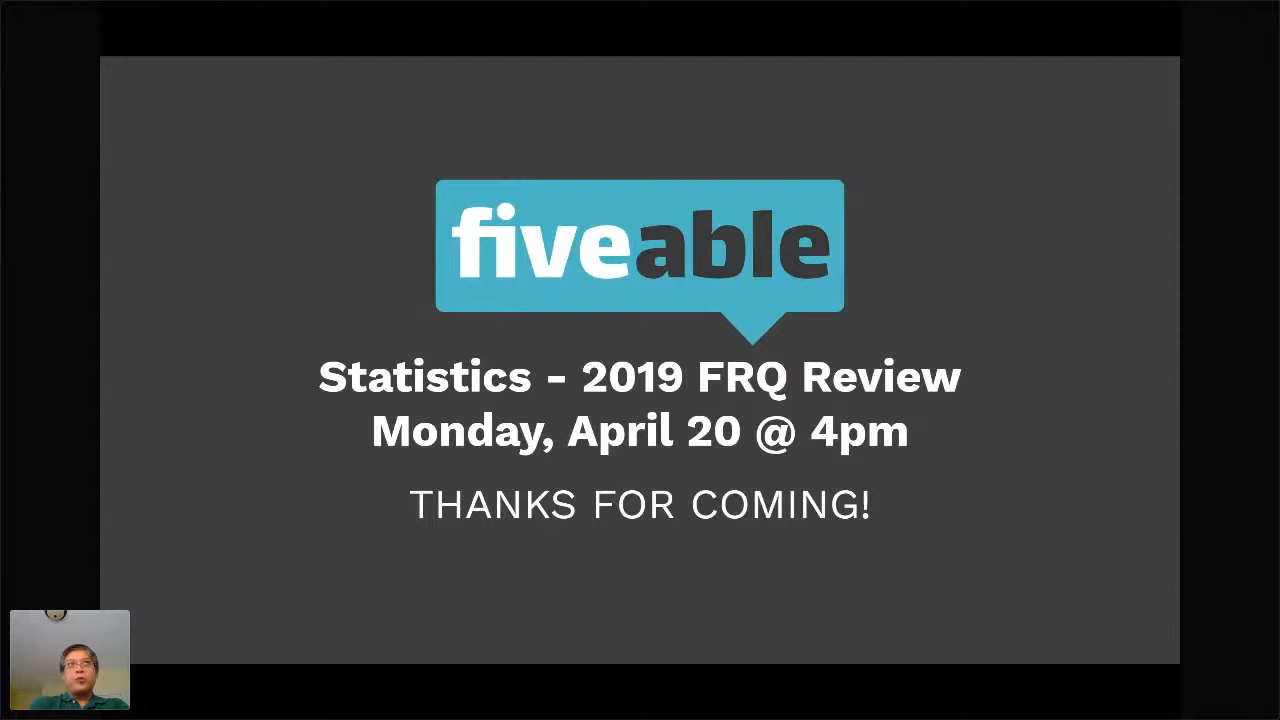 fiveable
Statistics - 2019 FRQ Review
Monday, April 20 @ 4pm
THANKS FOR COMING!